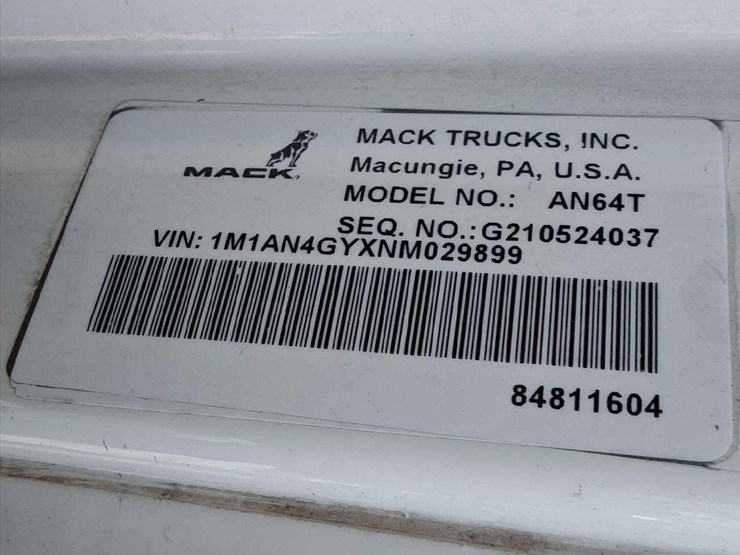 MACK
MACK TRUCKS, INC.
Macungie, PA, U.S.A.
MODEL NO.: AN64T
SEQ. NO.:G210524037
VIN: 1M1AN4GYXNM029899
84811604